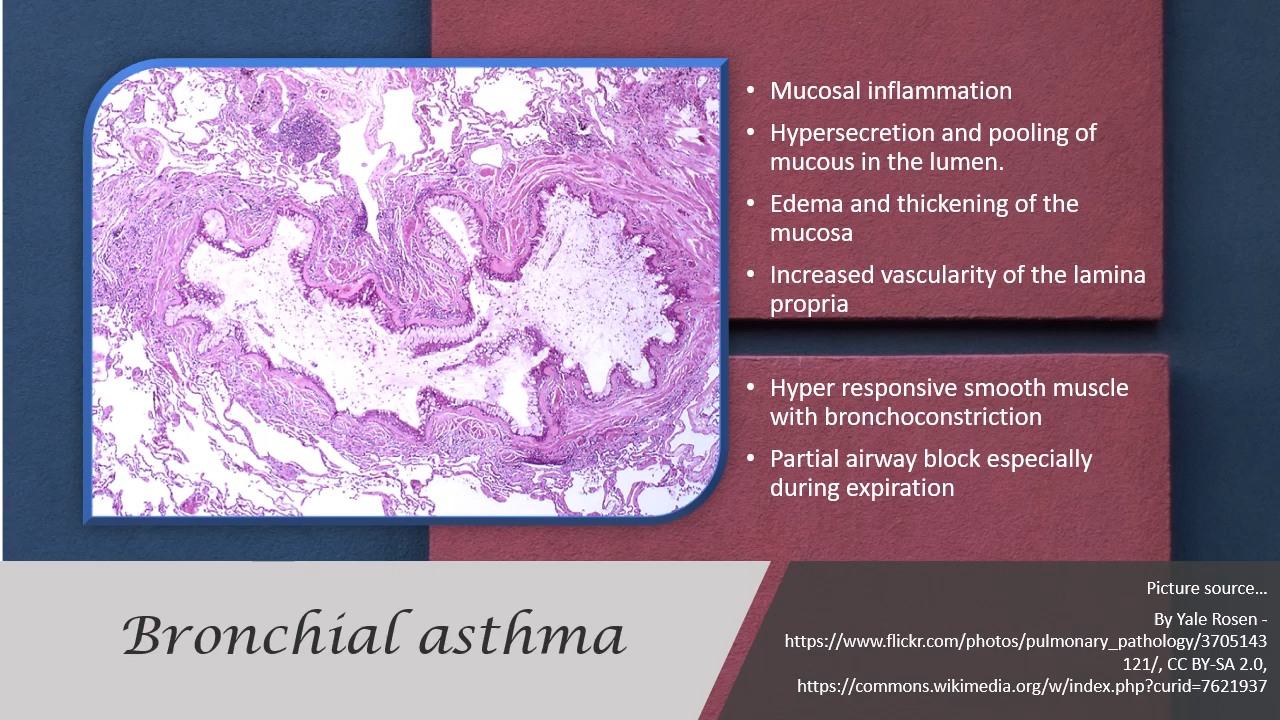 • Mucosal inflammation
• Hypersecretion and pooling of
mucous in the lumen.
• Edema and thickening of the
mucosa
• Increased vascularity of the lamina
propria
• Hyper responsive smooth muscle
with bronchoconstriction
• Partial airway block especially
during expiration
Bronchial asthma
Picture source...
By Yale Rosen -
https://www.flickr.com/photos/pulmonary_pathology/3705143
121/, CC BY-SA 2.0,
https://commons.wikimedia.org/w/index.php?curid=7621937